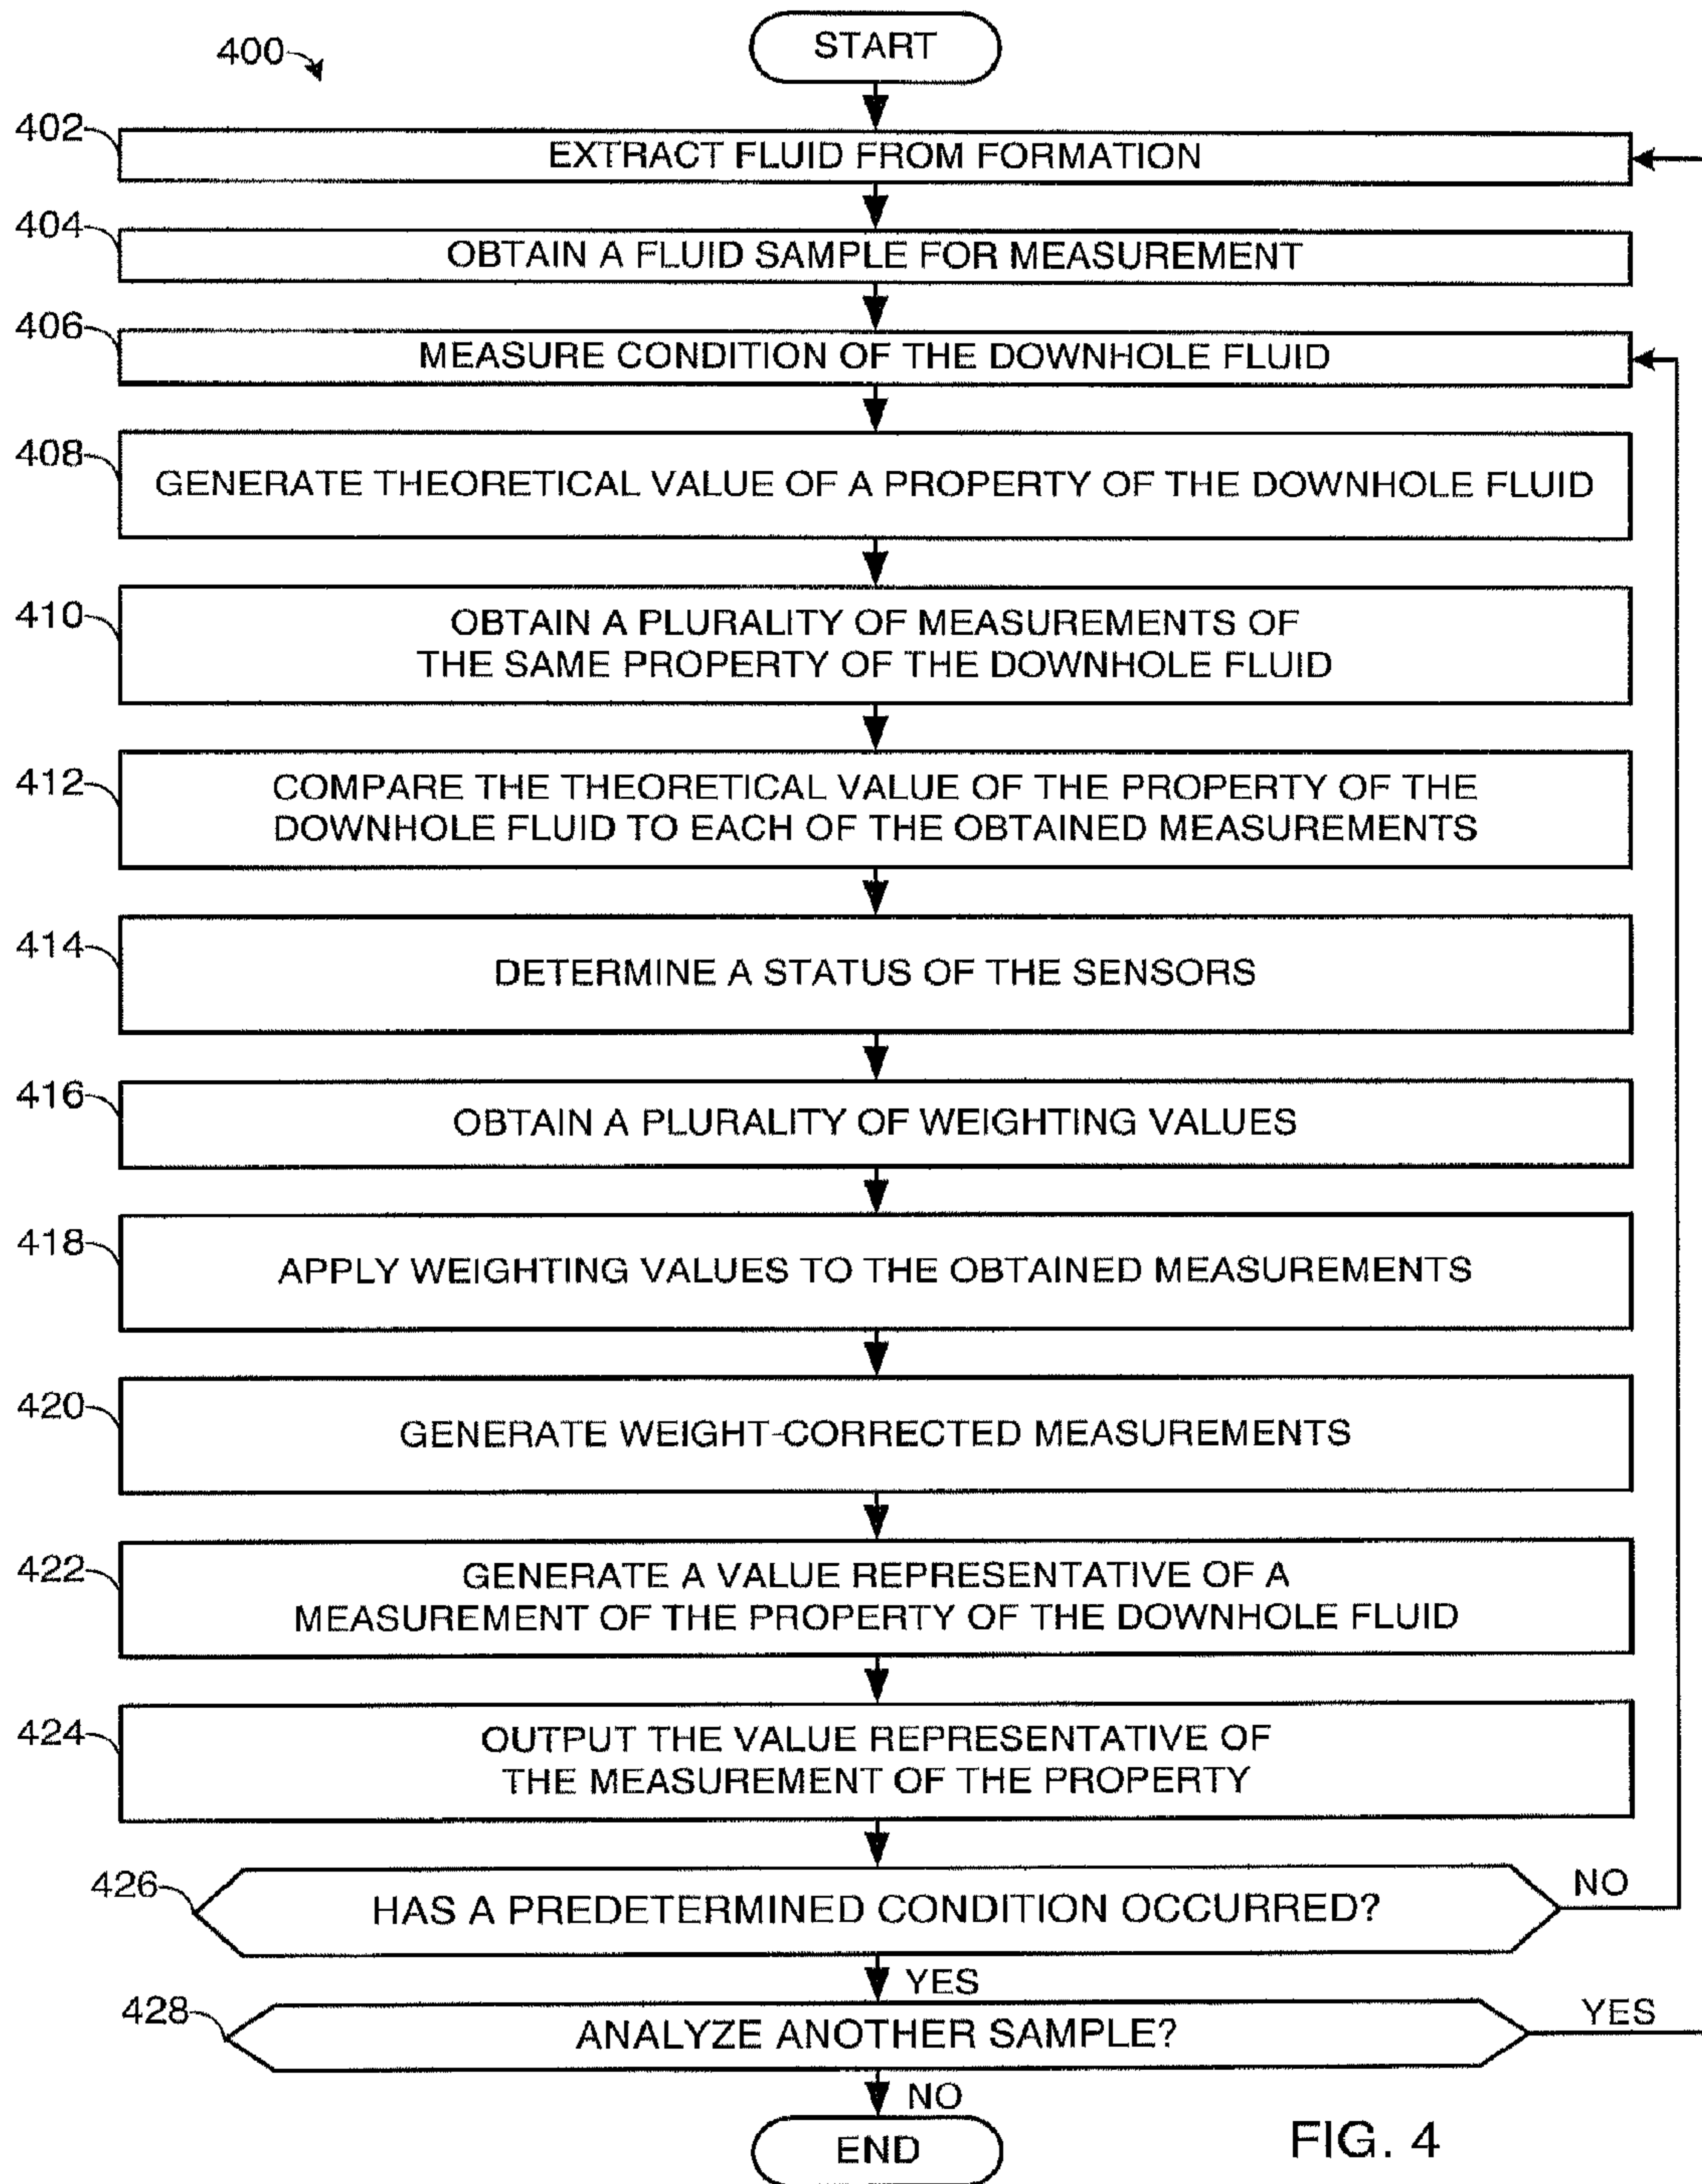 400
START
402
EXTRACT FLUID FROM FORMATION
404
OBTAIN A FLUID SAMPLE FOR MEASUREMENT
406
MEASURE CONDITION OF THE DOWNHOLE FLUID
408
GENERATE THEORETICAL VALUE OF A PROPERTY OF THE DOWNHOLE FLUID
410
OBTAIN A PLURALITY OF MEASUREMENTS OF
THE SAME PROPERTY OF THE DOWNHOLE FLUID
412
COMPARE THE THEORETICAL VALUE OF THE PROPERTY OF THE
DOWNHOLE FLUID TO EACH OF THE OBTAINED MEASUREMENTS
414
DETERMINE A STATUS OF THE SENSORS
416
OBTAIN A PLURALITY OF WEIGHTING VALUES
418
APPLY WEIGHTING VALUES TO THE OBTAINED MEASUREMENTS
420
GENERATE WEIGHT-CORRECTED MEASUREMENTS
422
GENERATE A VALUE REPRESENTATIVE OF A
MEASUREMENT OF THE PROPERTY OF THE DOWNHOLE FLUID
424
OUTPUT THE VALUE REPRESENTATIVE OF
THE MEASUREMENT OF THE PROPERTY
426
HAS A PREDETERMINED CONDITION OCCURRED?
NO
YES
428
ANALYZE ANOTHER SAMPLE?
YES
NO
END
FIG. 4